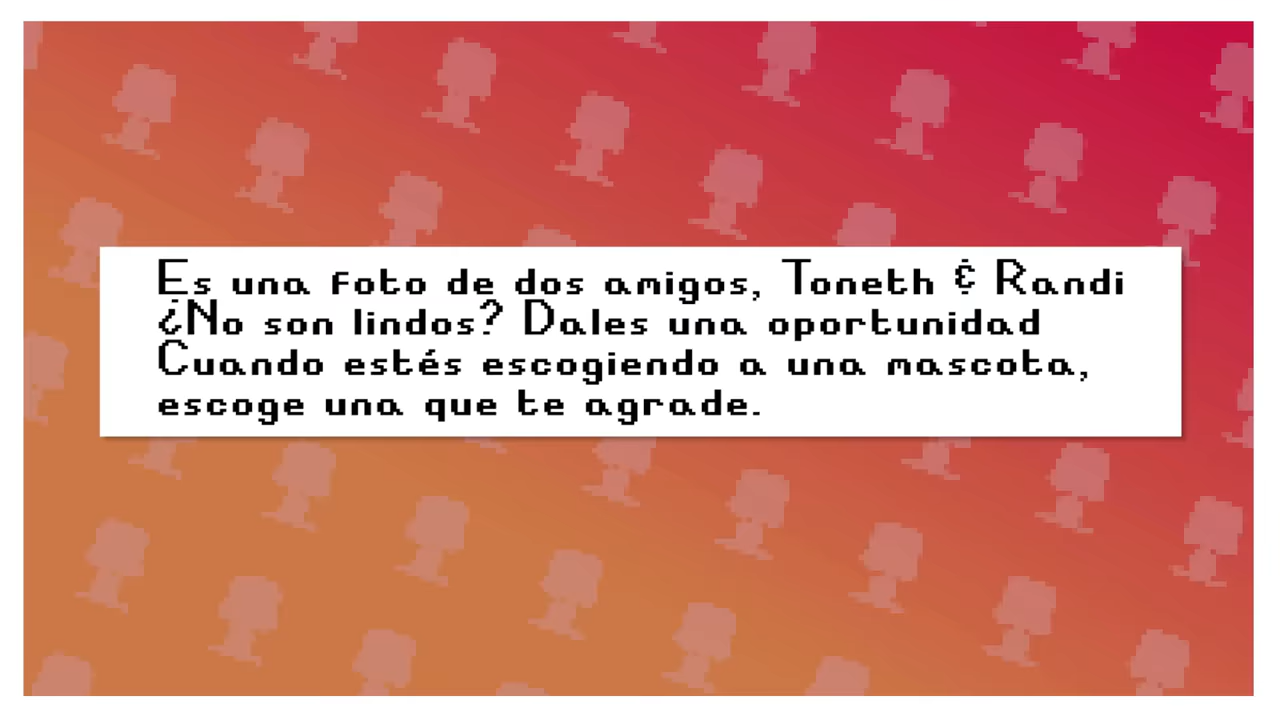 Es una foto de dos amigos, Toneth & Randi
¿No son lindos? Dales una oportunidad
Cuando estés escogiendo a una mascota,
escoge una que te agrade.